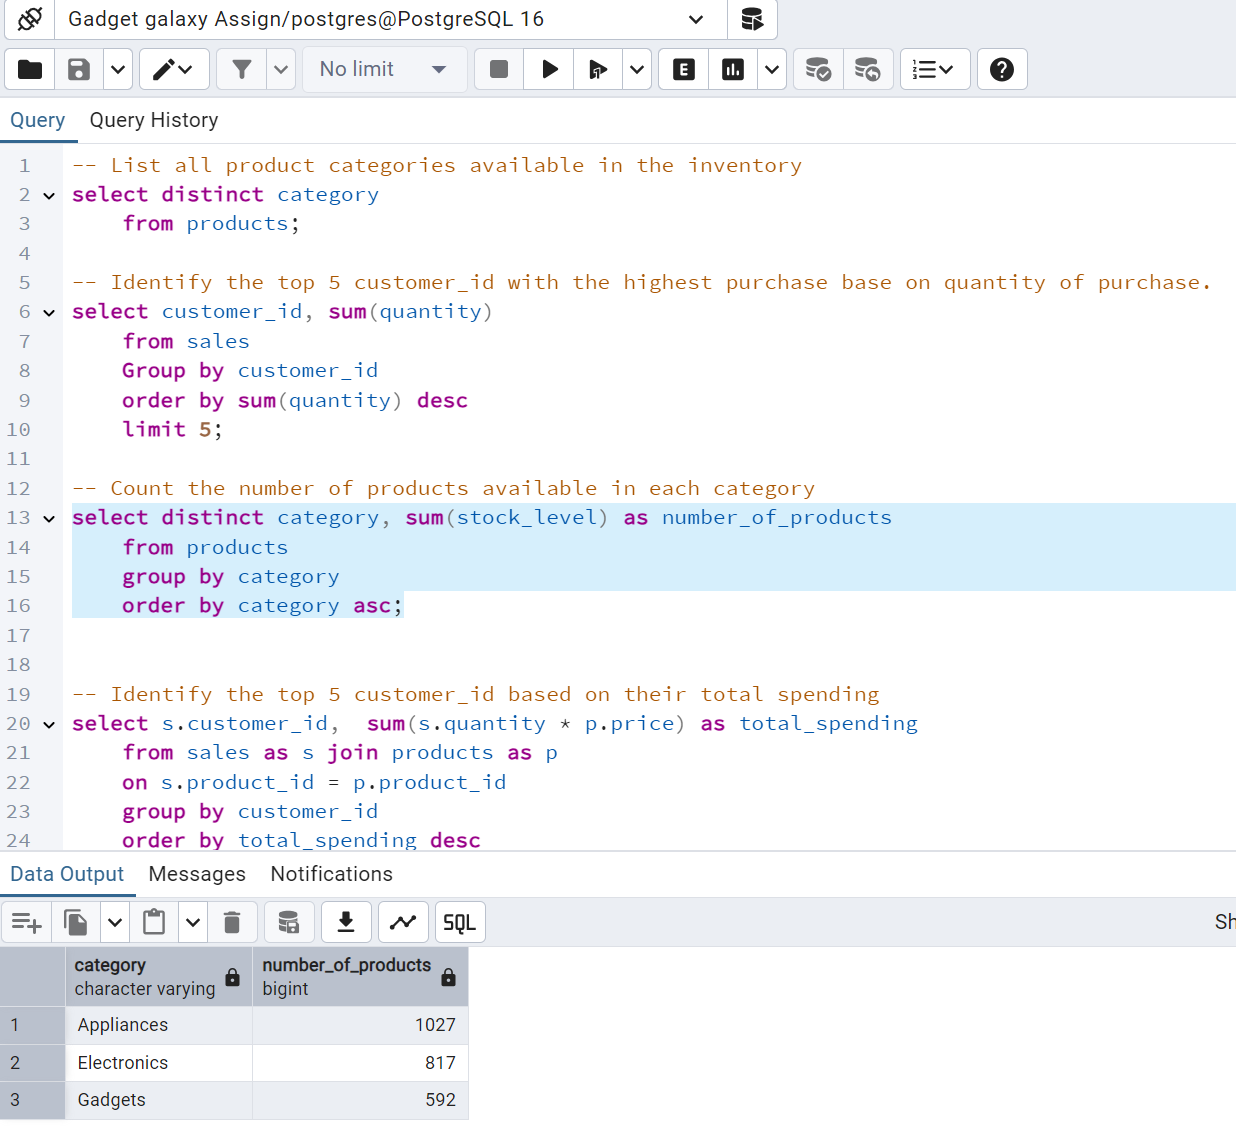 Gadget galaxy Assign/postgres@PostgreSQL 16
No limit
E
Query Query History
1 -- List all product categories available in the inventory
2 select distinct category
3 from products;
4
5 -- Identify the top 5 customer_id with the highest purchase base on quantity of purchase.
6 select customer_id, sum(quantity)
7 from sales
8 Group by customer_id
9 order by sum(quantity) desc
10 limit 5;
11
12 -- Count the number of products available in each category
13 select distinct category, sum(stock_level) as number_of_products
14 from products
15 group by category
16 order by category asc;
17
18
19 -- Identify the top 5 customer_id based on their total spending
20 select s.customer_id,  sum(s.quantity * p.price) as total_spending
21 from sales as s join products as p
22 on s.product_id = p.product_id
23 group by customer_id
24 order by total_spending desc
Data Output Messages Notifications
SQL Sh
category number_of_products
character varying bigint
1 Appliances 1027
2 Electronics 817
3 Gadgets 592